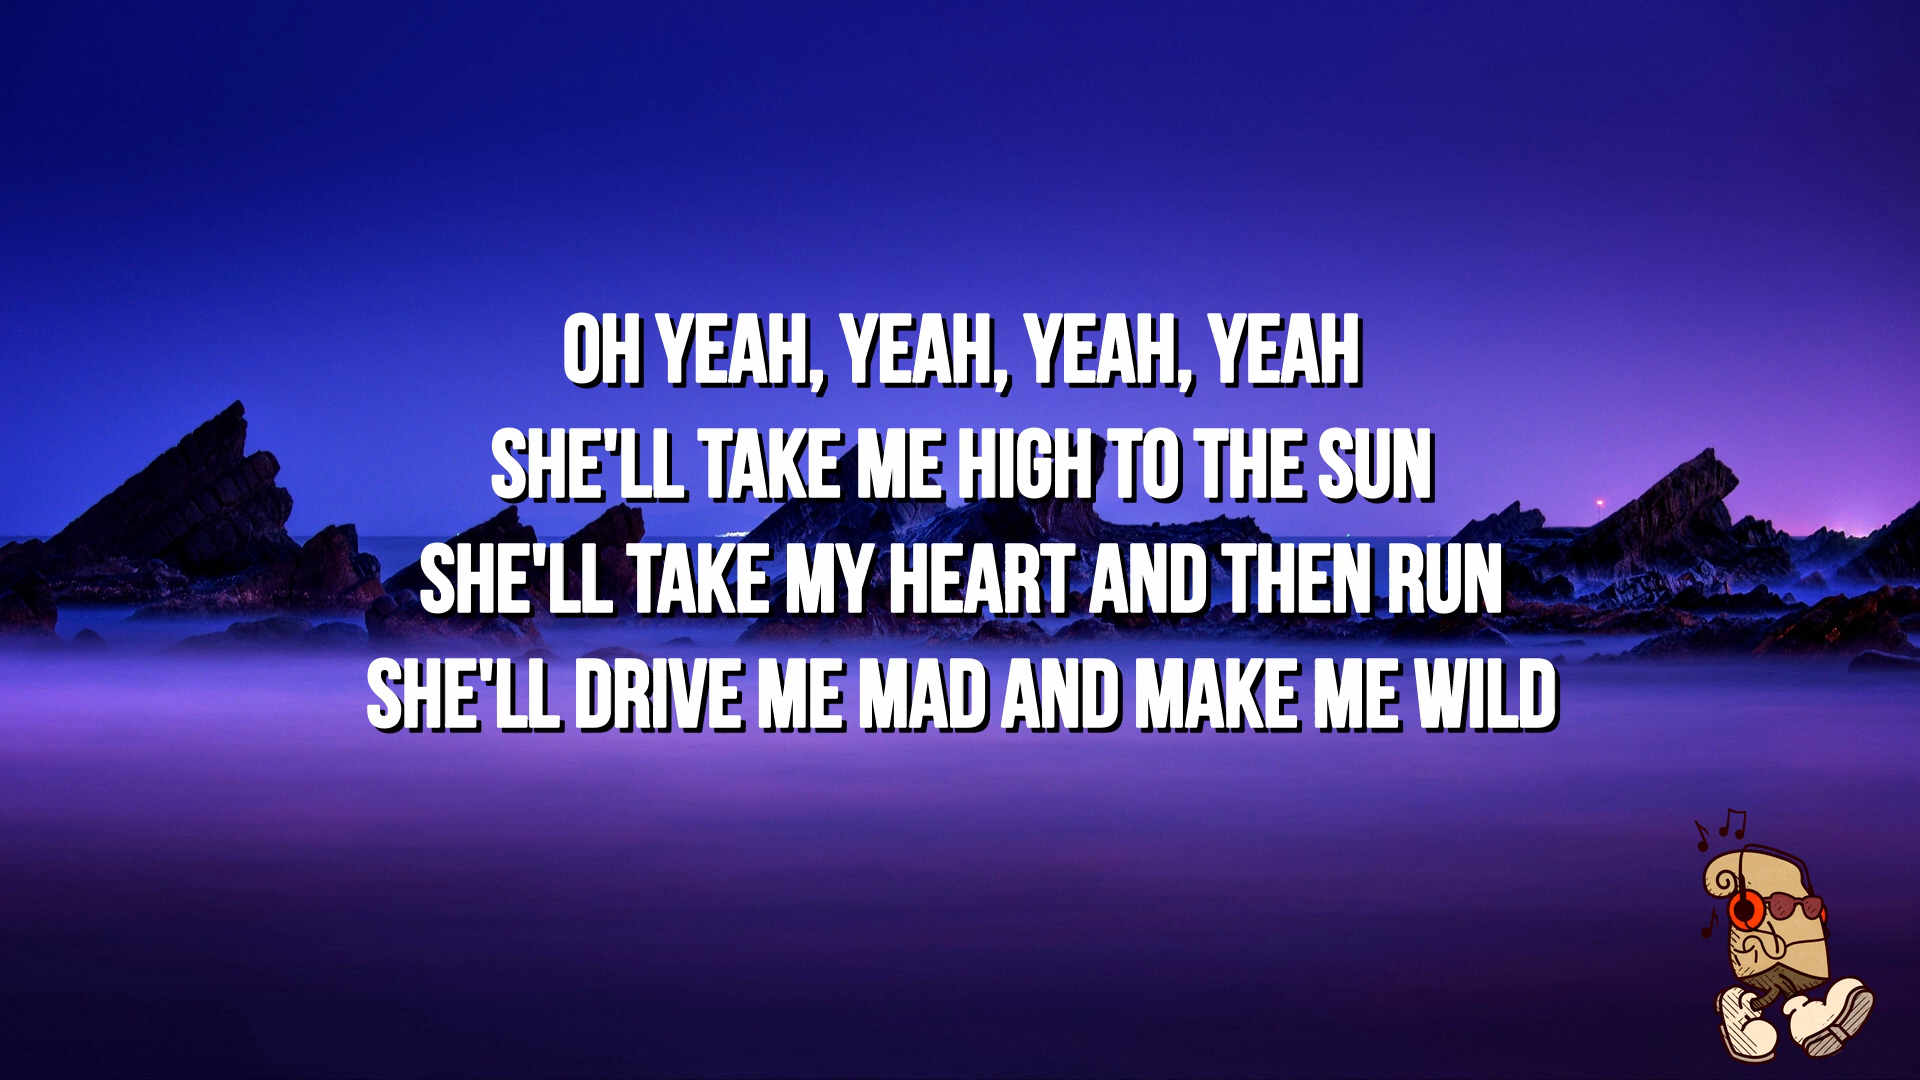 OH YEAH, YEAH, YEAH, YEAH
SHE'LL TAKE ME HIGH TO THE SUN
SHE'LL TAKE MY HEART AND THEN RUN
SHE'LL DRIVE ME MAD AND MAKE ME WILD